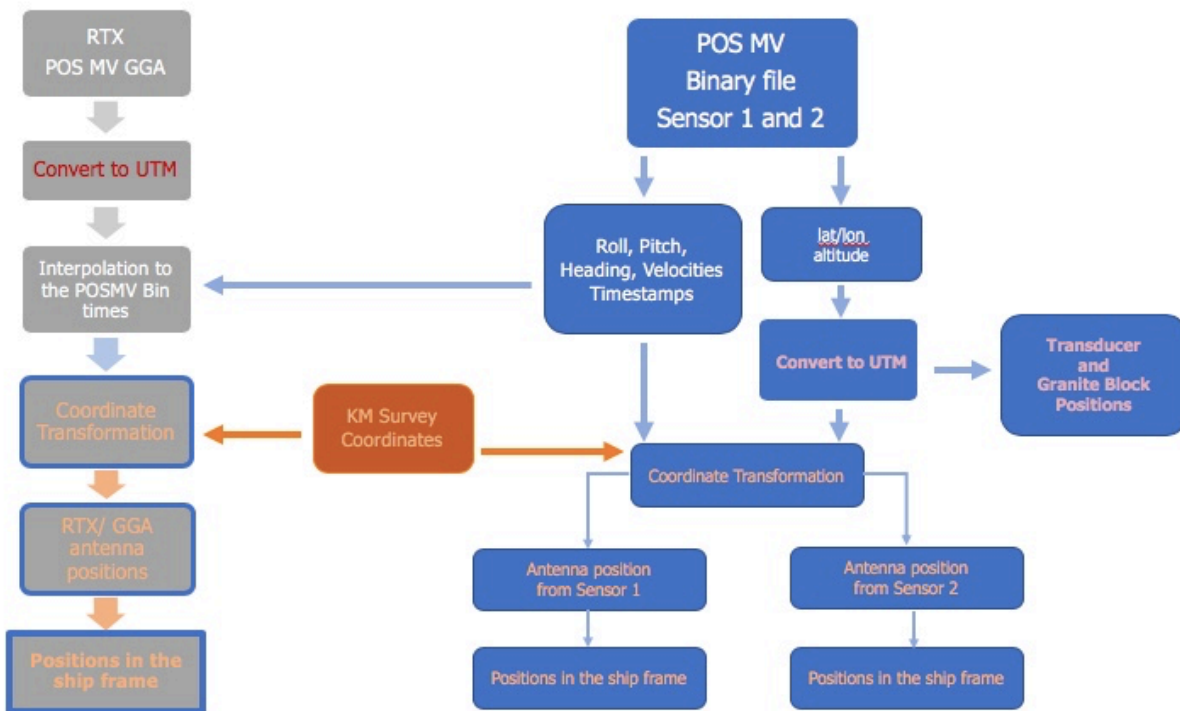 RTX
POS MV GGA
Convert to UTM
Interpolation to
the POSMV Bin
times
Coordinate
Transformation
RTX/ GGA
antenna
positions
Positions in the
ship frame
KM Survey
Coordinates
POS MV
Binary file
Sensor 1 and 2
Roll, Pitch,
Heading, Velocities
Timestamps
lat/lon
altitude
Convert to UTM
Transducer
and
Granite Block
Positions
Coordinate Transformation
Antenna position
from Sensor 1
Antenna position
from Sensor 2
Positions in the ship frame
Positions in the ship frame